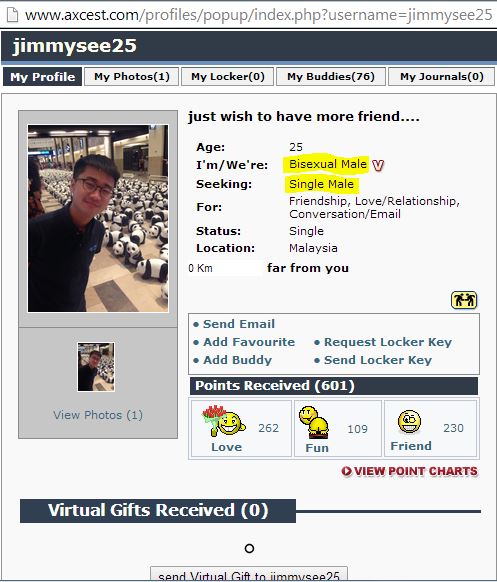 www.axcest.com/profiles/popup/index.php?username=jimmysee25
jimmysee25
My Profile
My Photos(1)
My Locker(0)
My Buddies(76)
My Journals(0)
just wish to have more friend....
Age: 25
I'm/We're: Bisexual Male V
Seeking: Single Male
For: Friendship, Love/Relationship,
Conversation/Email
Status: Single
Location: Malaysia
0 Km far from you
• Send Email
• Add Favourite • Request Locker Key
• Add Buddy • Send Locker Key
View Photos (1)
Points Received (601)
262 109 230
Love Fun Friend
VIEW POINT CHARTS
Virtual Gifts Received (0)
send Virtual Gift to jimmysee25